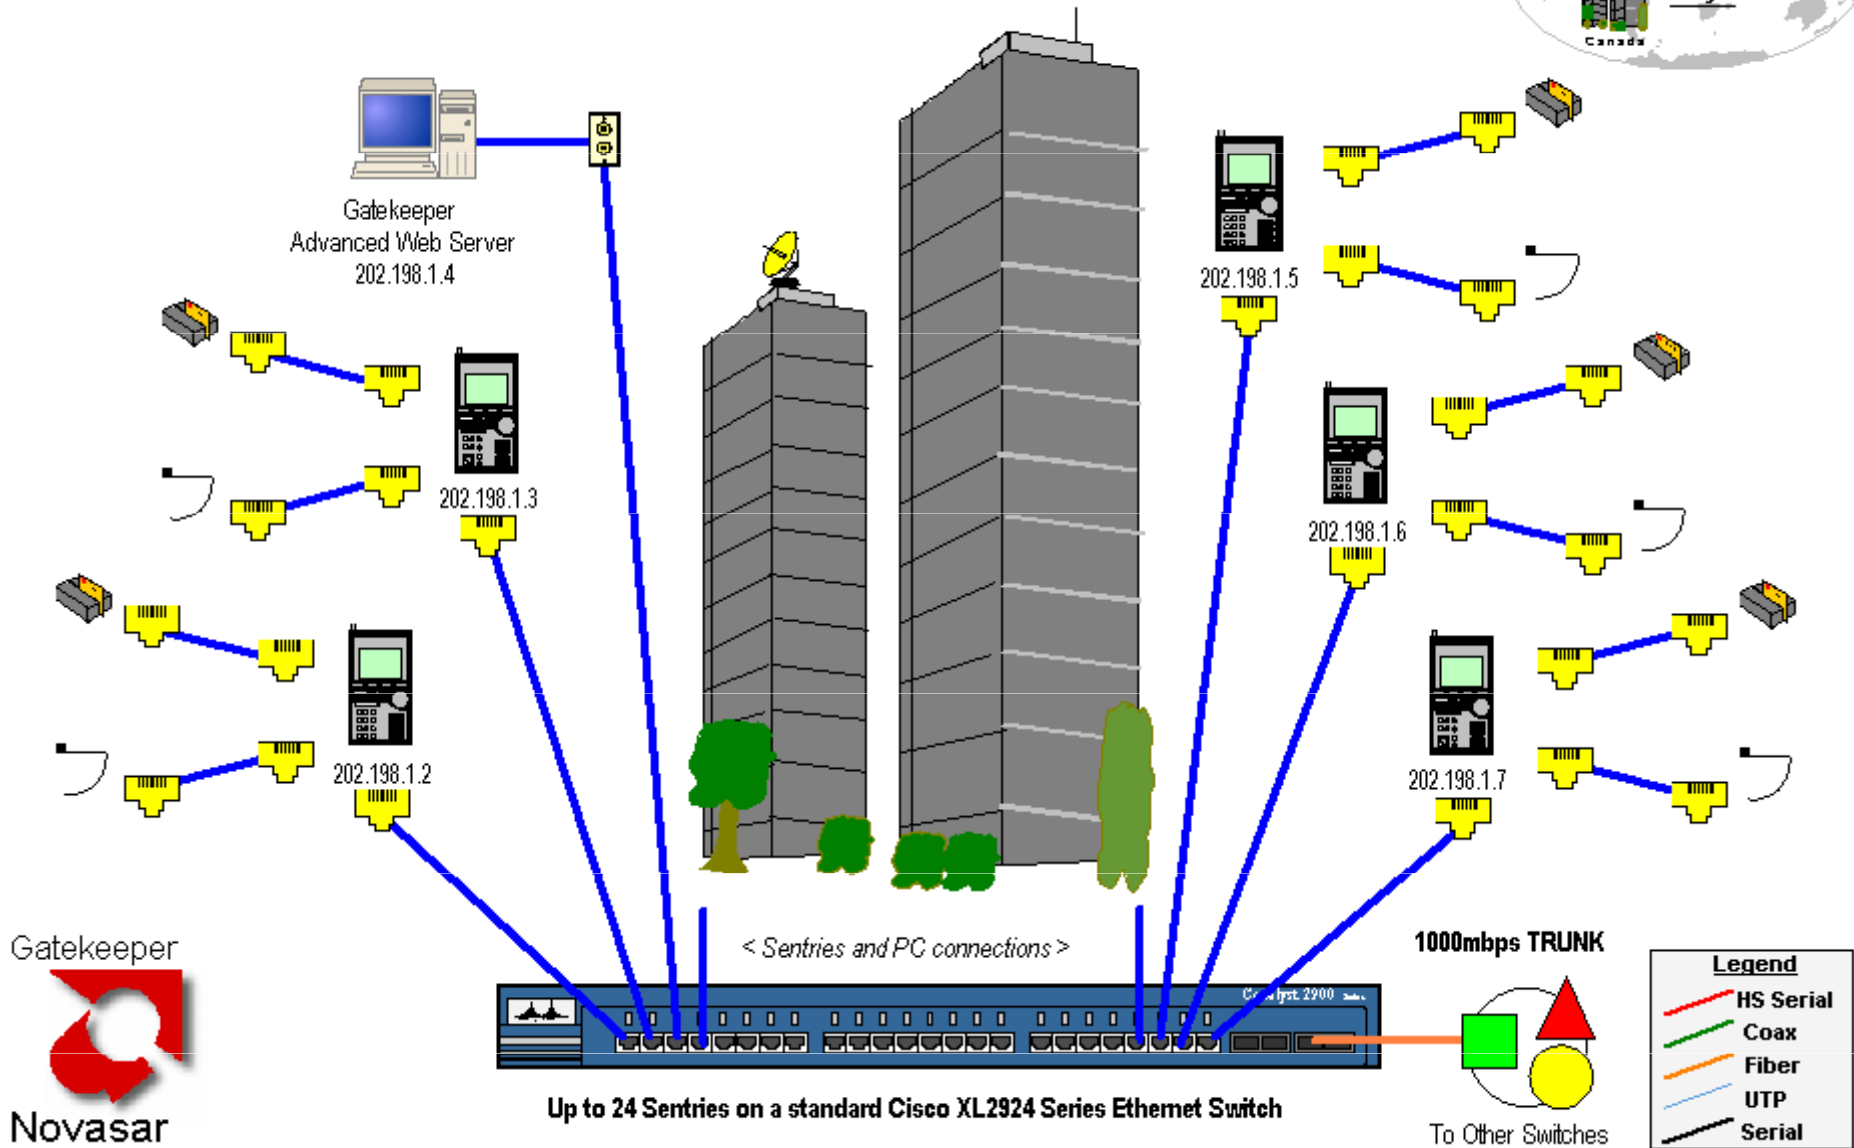 Canada
Gatekeeper
Advanced Web Server
202.198.1.4
202.198.1.5
202.198.1.3
202.198.1.6
202.198.1.2
202.198.1.7
< Sentries and PC connections >
Gatekeeper
Novasar
Catalyst 2900
1000mbps TRUNK
To Other Switches
Up to 24 Sentries on a standard Cisco XL2924 Series Ethernet Switch
Legend
HS Serial
Coax
Fiber
UTP
Serial